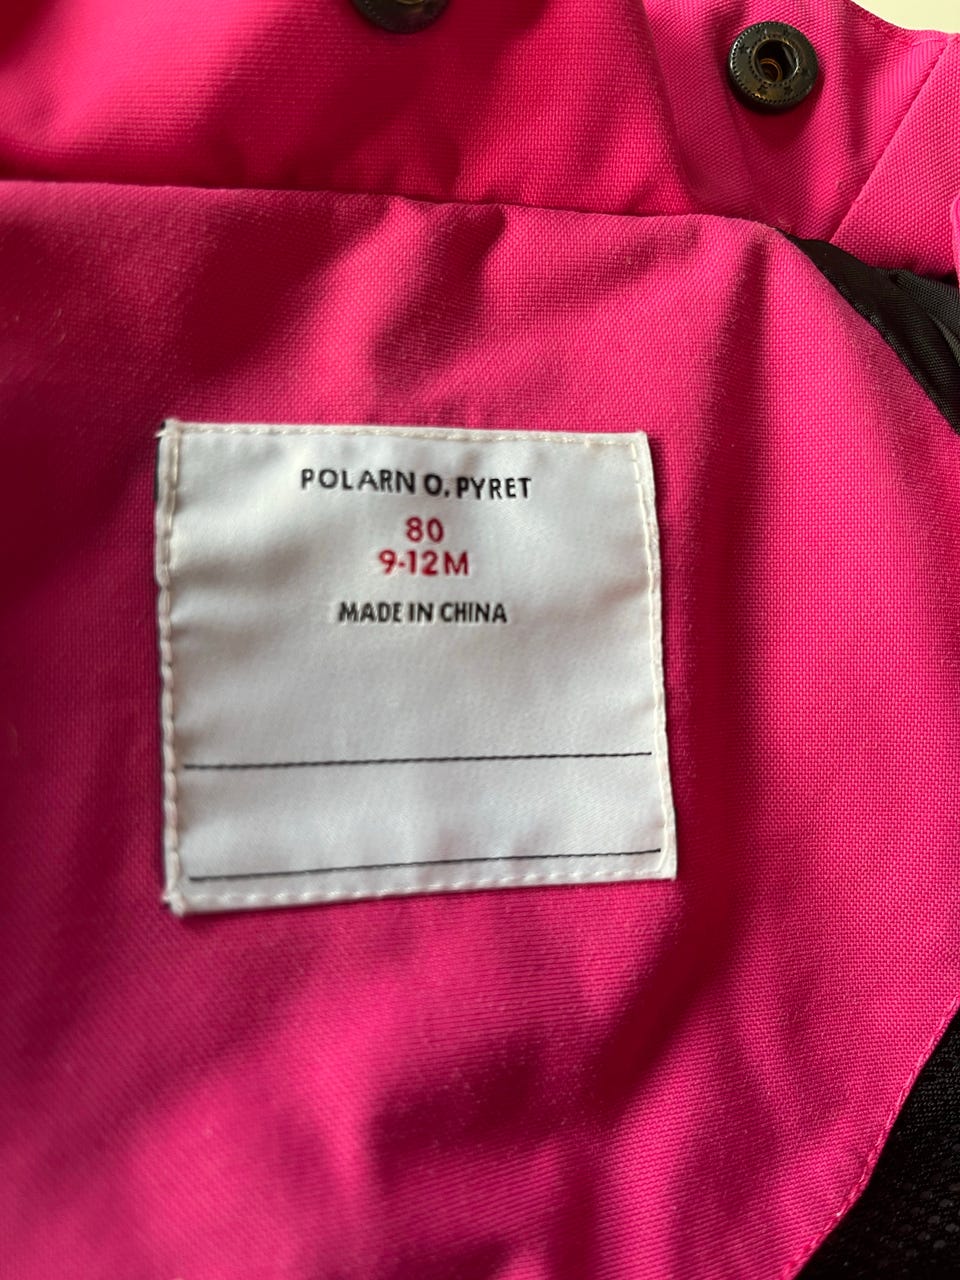 POLARN O. PYRET
80
9-12M
MADE IN CHINA